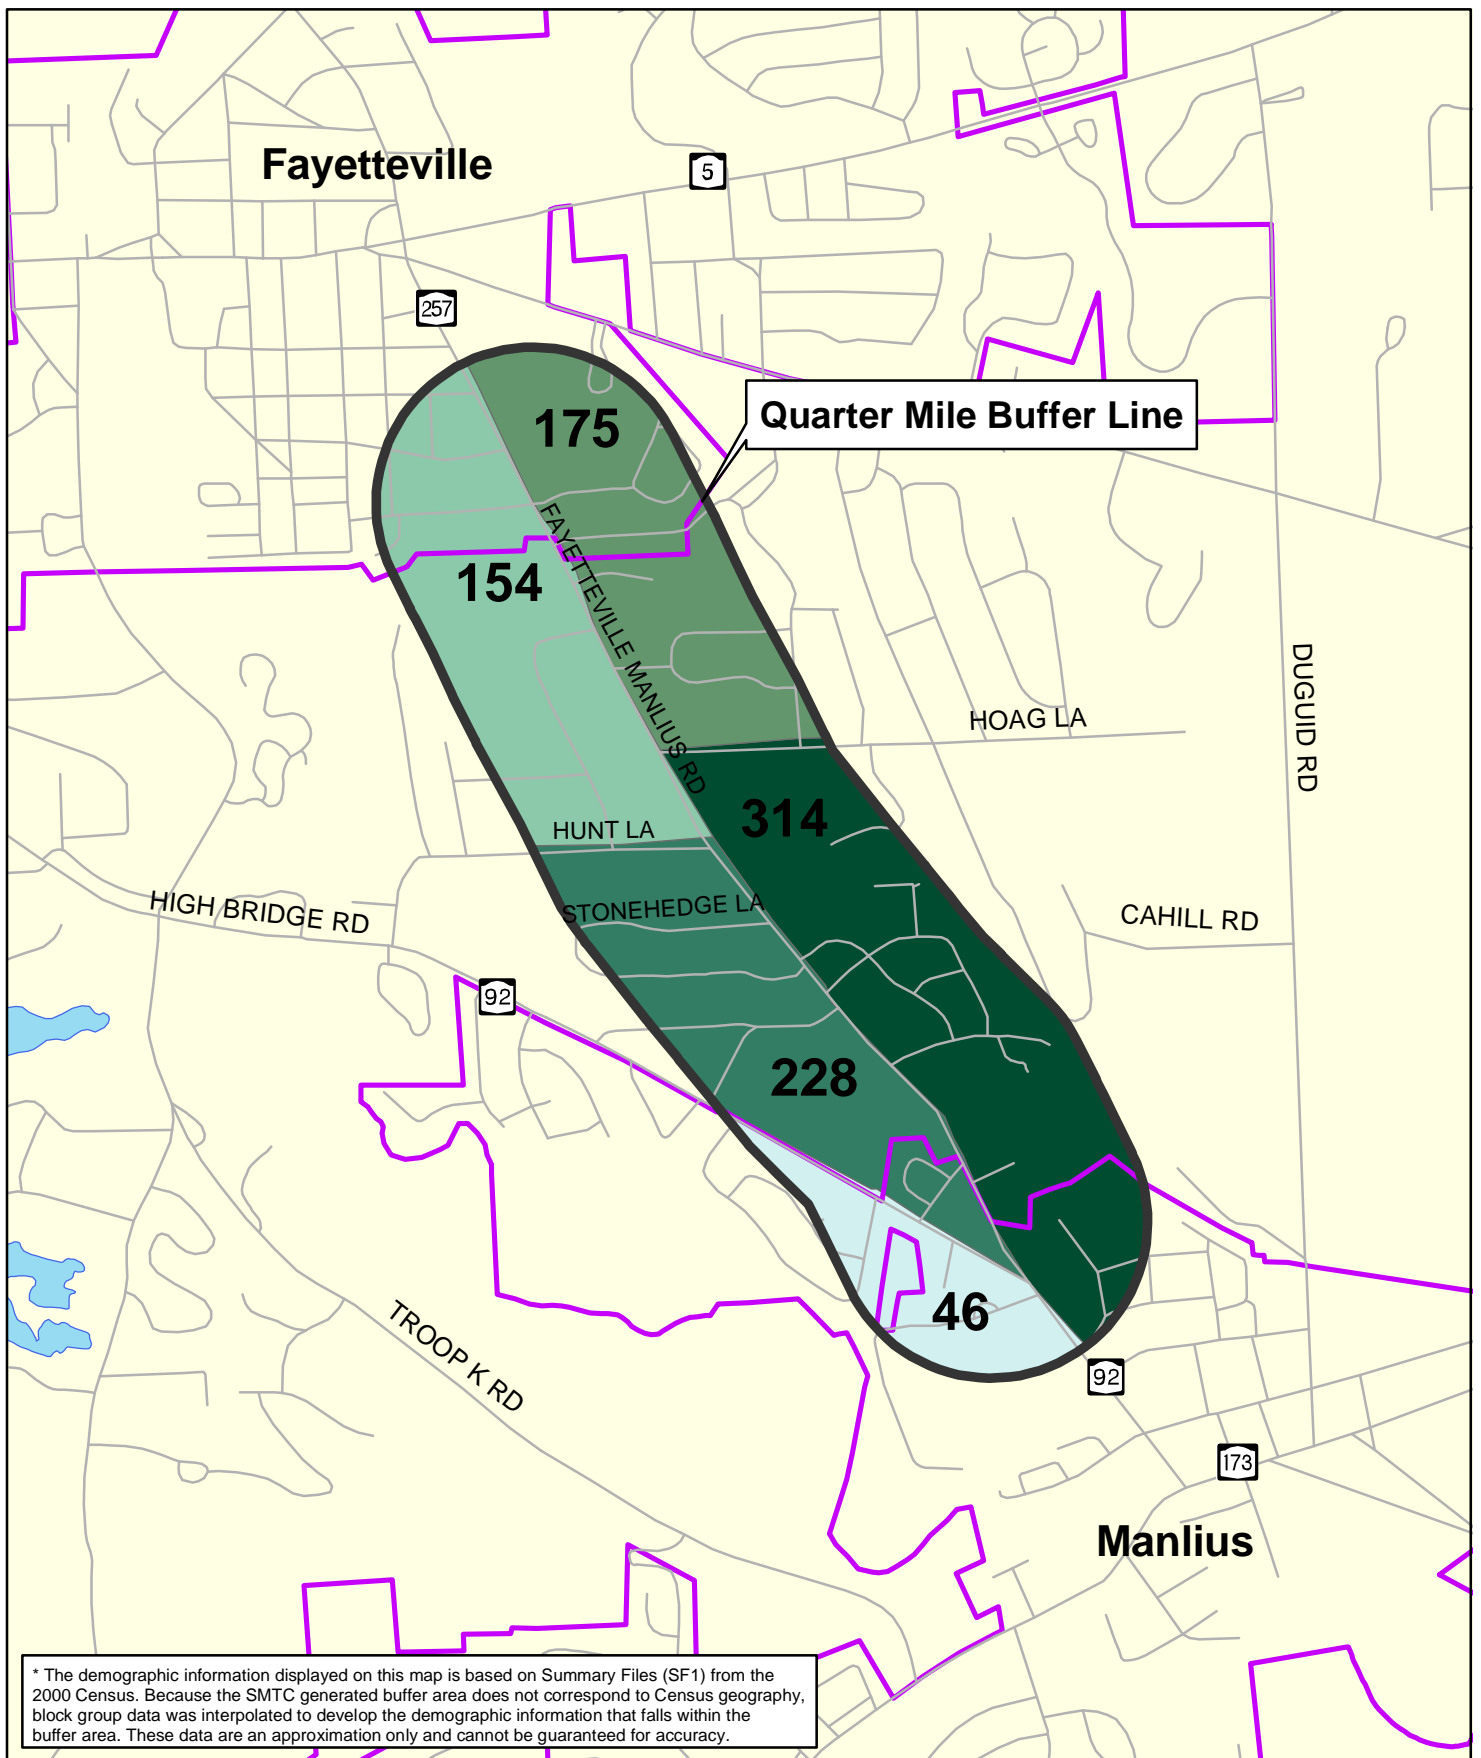 Fayetteville
5
257
Quarter Mile Buffer Line
175
FAYETTEVILLE MANLIUS RD
154
DUGUID RD
HOAG LA
314
HUNT LA
STONEHEDGE LA
HIGH BRIDGE RD
CAHILL RD
92
228
46
TROOP K RD
92
173
Manlius
* The demographic information displayed on this map is based on Summary Files (SF1) from the
2000 Census. Because the SMTC generated buffer area does not correspond to Census geography,
block group data was interpolated to develop the demographic information that falls within the
buffer area. These data are an approximation only and cannot be guaranteed for accuracy.